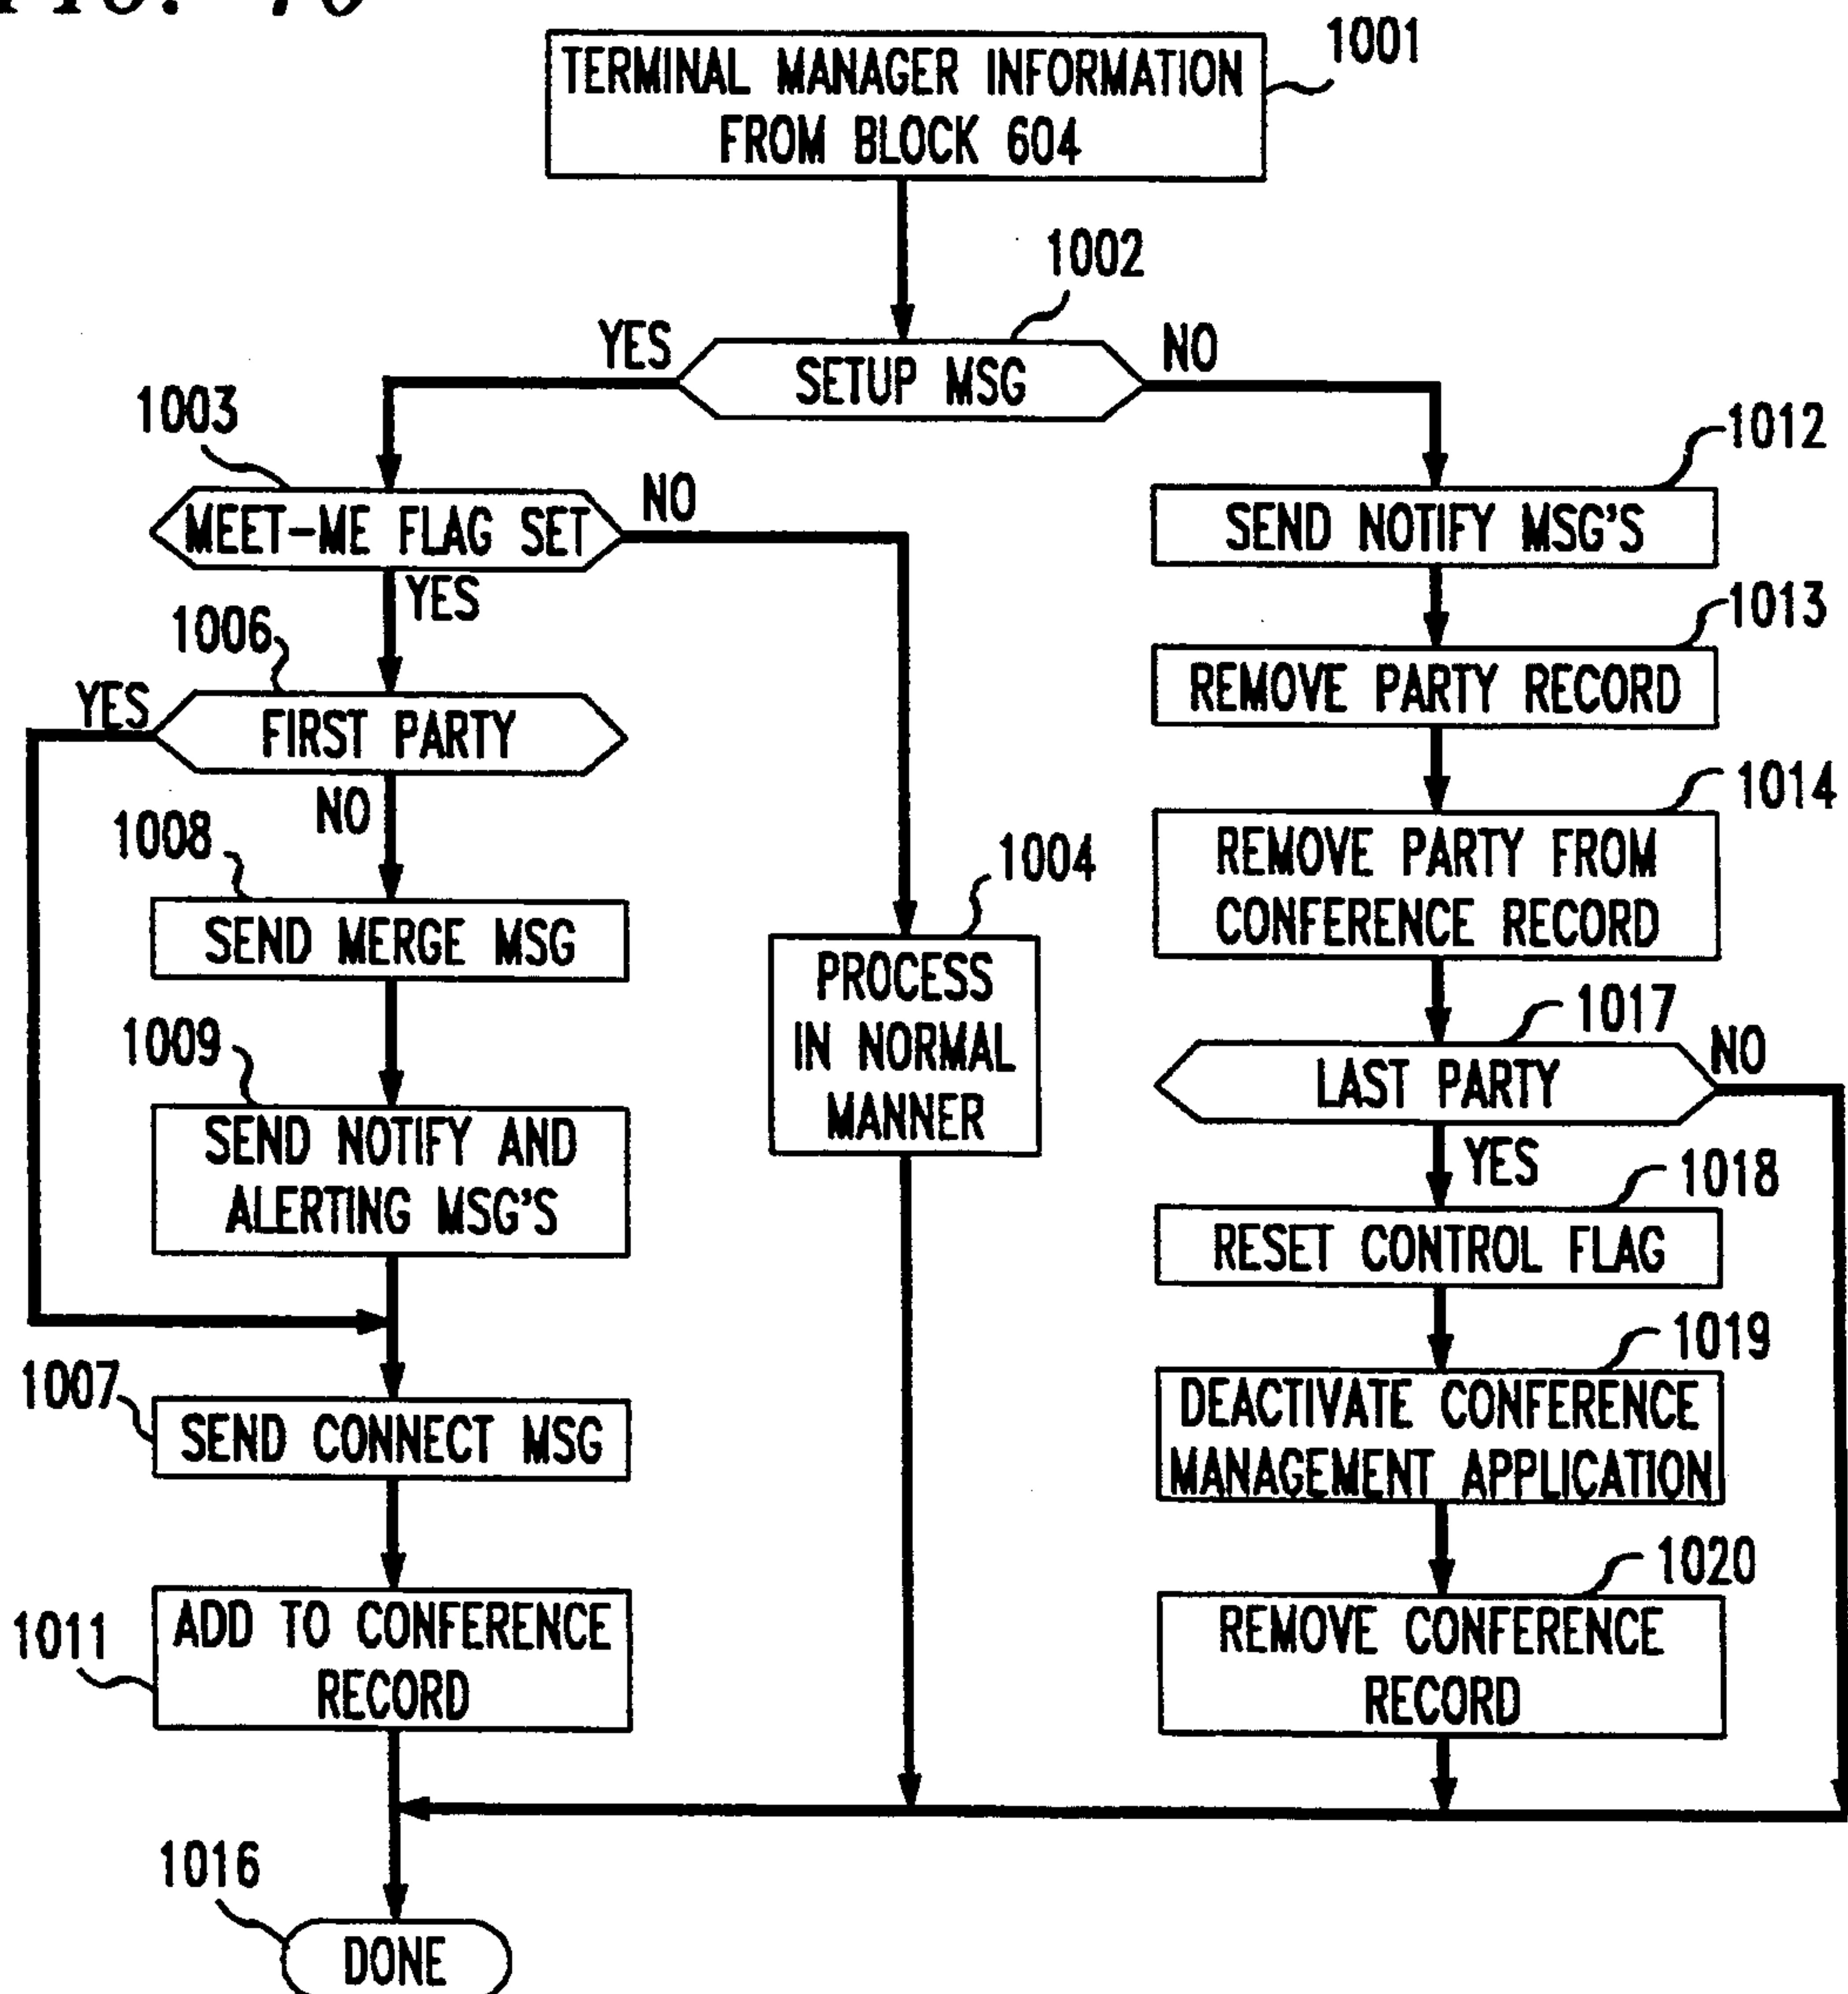 FIG. 10
1001
TERMINAL MANAGER INFORMATION
FROM BLOCK 604
1002
YES
SETUP MSG
NO
1003
MEET-ME FLAG SET
NO
YES
1012
SEND NOTIFY MSG'S
1006
YES
FIRST PARTY
NO
1013
REMOVE PARTY RECORD
1008
SEND MERGE MSG
1004
PROCESS
IN NORMAL
MANNER
1014
REMOVE PARTY FROM
CONFERENCE RECORD
1009
SEND NOTIFY AND
ALERTING MSG'S
1017
LAST PARTY
NO
YES
1018
RESET CONTROL FLAG
1007
SEND CONNECT MSG
1019
DEACTIVATE CONFERENCE
MANAGEMENT APPLICATION
1011
ADD TO CONFERENCE
RECORD
1020
REMOVE CONFERENCE
RECORD
1016
DONE